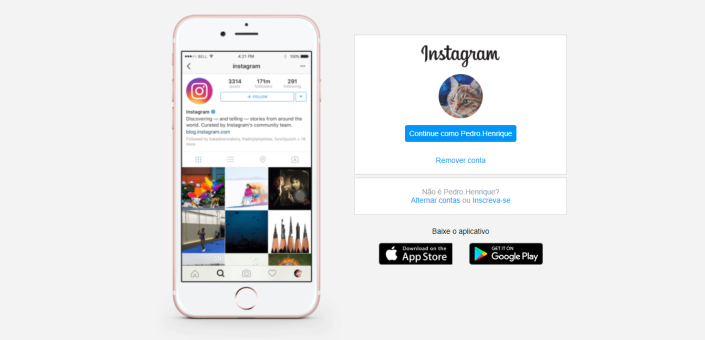 BELL
4:21 PM
100%
instagram
3314
171m
291
posts
followers
following
+ FOLLOW
Instagram
Discovering — and telling — stories from around the
world. Curated by Instagram's community team.
blog.instagram.com
Followed by
more
Instagram
Continue como Pedro.Henrique
Remover conta
Não é Pedro.Henrique?
Alternar contas ou Inscreva-se
Baixe o aplicativo
Download on the
App Store
GET IT ON
Google Play